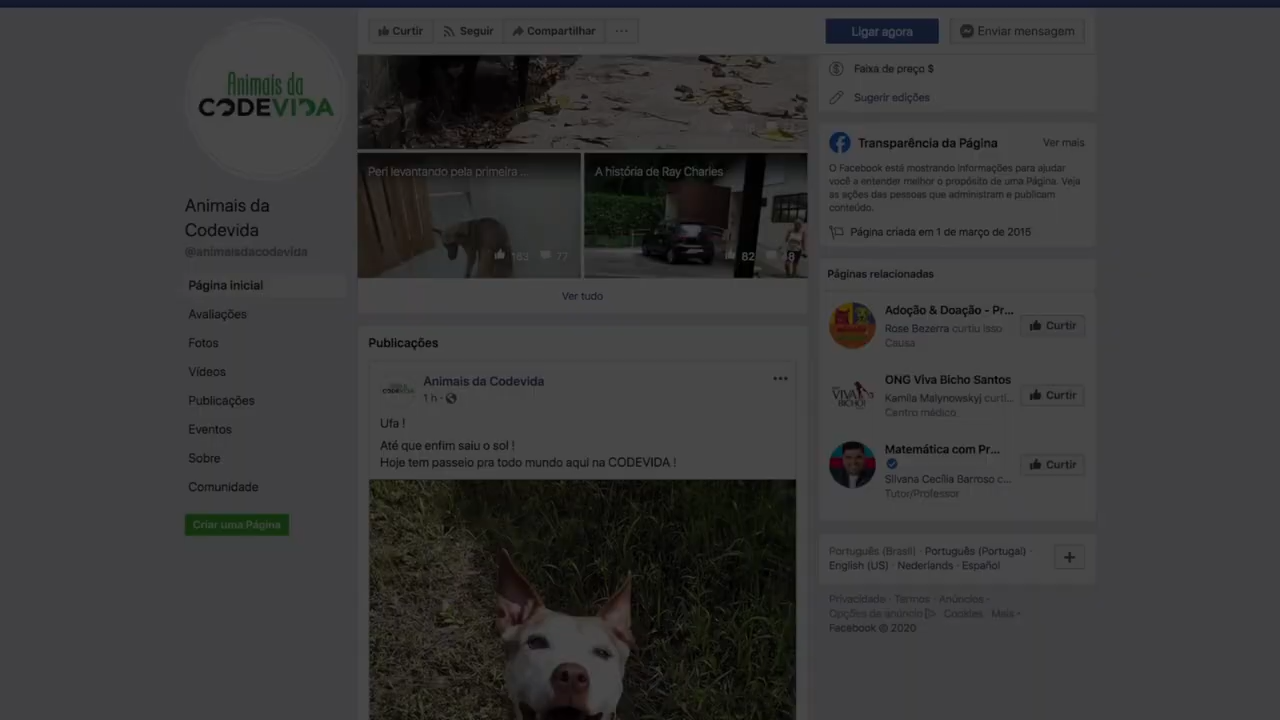 Animais da
CODEVIDA
Animais da
Codevida
@animaisdacodevida
Página inicial
Avaliações
Fotos
Vídeos
Publicações
Eventos
Sobre
Comunidade
Criar uma Página
Curtir
Seguir
Compartilhar
...
Peri levantando pela primeira ...
163
77
A história de Ray Charles
82
Ver tudo
Publicações
Animais da Codevida
1 h ·
Ufa !
Até que enfim saiu o sol !
Hoje tem passeio pra todo mundo aqui na CODEVIDA !
Ligar agora
Enviar mensagem
Faixa de preço $
Sugerir edições
Transparência da Página
Ver mais
O Facebook está mostrando informações para ajudar
você a entender melhor o propósito de uma Página. Veja
as ações das pessoas que administram e publicam
conteúdo.
Página criada em 1 de março de 2015
Páginas relacionadas
Adoção & Doação - Pr...
Rose Bezerra curtiu isso
Causa
Curtir
VIVA
BICHO!
ONG Viva Bicho Santos
Kamila Malynowskyj curti...
Centro médico
Curtir
Matemática com Pr...
Silvana Cecília Barroso c...
Tutor/Professor
Curtir
Português (Brasil) · Português (Portugal) ·
English (US) · Nederlands · Español
+
Privacidade · Termos · Anúncios ·
Opções de anúncio · Cookies · Mais ·
Facebook © 2020